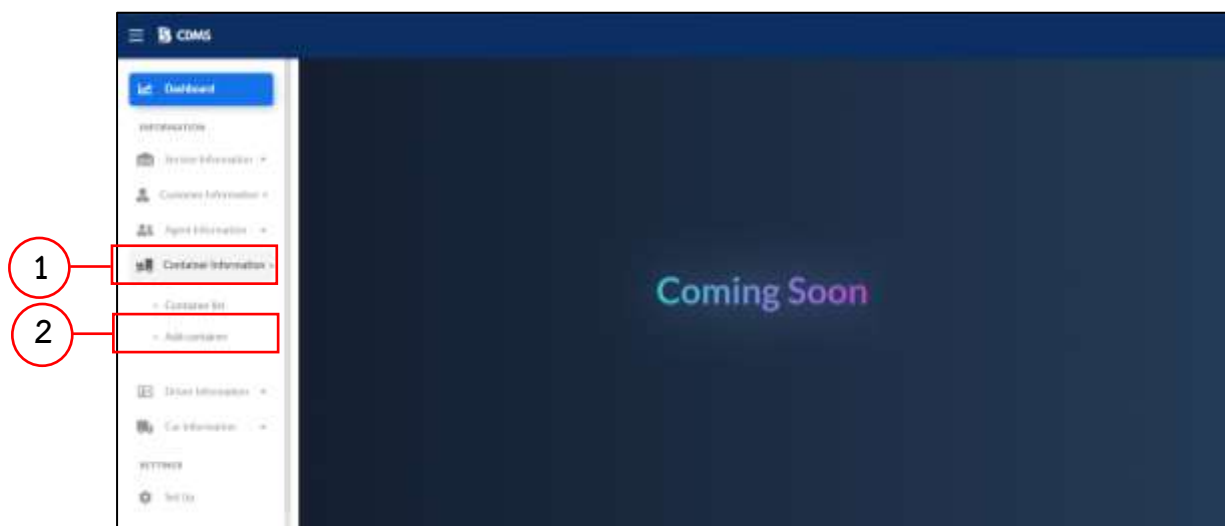 CDMS
Dashboard
INFORMATION
Service Information
Customer Information
Agent Information
1
Container Information
Container list
Coming Soon
2
Add container
Driver Information
Car Information
SETTINGS
Set Up